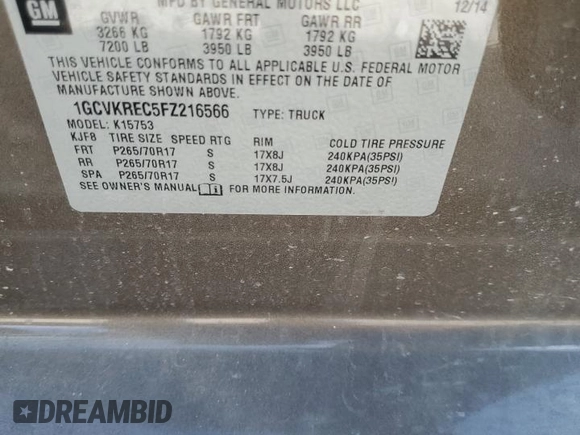 GM
MFD BY GENERAL MOTORS LLC
12/14
GVWR GAWR FRT GAWR RR
3266 KG 1792 KG 1792 KG
7200 LB 3950 LB 3950 LB
THIS VEHICLE CONFORMS TO ALL APPLICABLE U.S. FEDERAL MOTOR
VEHICLE SAFETY STANDARDS IN EFFECT ON THE DATE OF
MANUFACTURE SHOWN ABOVE.
1GCVKREC5FZ216566 TYPE: TRUCK
MODEL: K15753
KJF8 TIRE SIZE SPEED RTG RIM COLD TIRE PRESSURE
FRT P265/70R17 S 17X8J 240KPA(35PSI)
RR P265/70R17 S 17X8J 240KPA(35PSI)
SPA P265/70R17 S 17X7.5J 240KPA(35PSI)
SEE OWNER'S MANUAL FOR ADDITIONAL INFORMATION.
DREAMBID